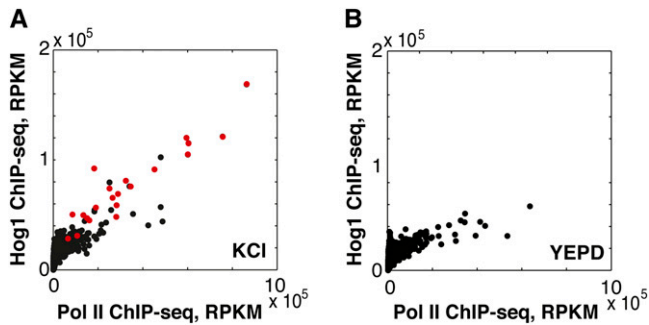 A
2 x 10^5
Hog1 ChIP-seq, RPKM
1
0
0
10
x 10^5
Pol II ChIP-seq, RPKM
KCl
B
2 x 10^5
Hog1 ChIP-seq, RPKM
1
0
0
10
x 10^5
Pol II ChIP-seq, RPKM
YEPD